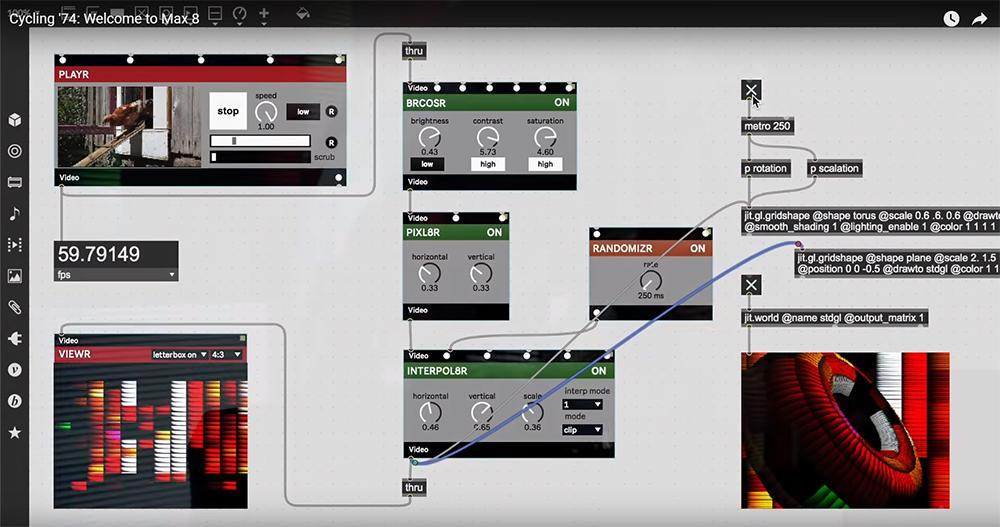 Cycling '74: Welcome to Max 8
thru
PLAYR
stop
speed
1.00
low
R
R
scrub
Video
59.79149
fps
Video
VIEWR
letterbox on
4:3
Video
BRCOSR
ON
brightness
contrast
saturation
0.43
5.73
4.60
low
high
high
Video
Video
PIXL8R
ON
horizontal
vertical
0.33
0.33
Video
RANDOMIZR
ON
rate
250 ms
Video
INTERPOL8R
ON
horizontal
vertical
scale
interp mode
1
mode
clip
0.46
0.65
0.36
Video
thru
metro 250
p rotation
p scalation
jit.gl.gridshape @shape torus @scale 0.6 .6. 0.6 @drawto
@smooth_shading 1 @lighting_enable 1 @color 1 1 1 1
jit.gl.gridshape @shape plane @scale 2. 1.5
@position 0 0 -0.5 @drawto stdgl @color 1 1
jit.world @name stdgl @output_matrix 1